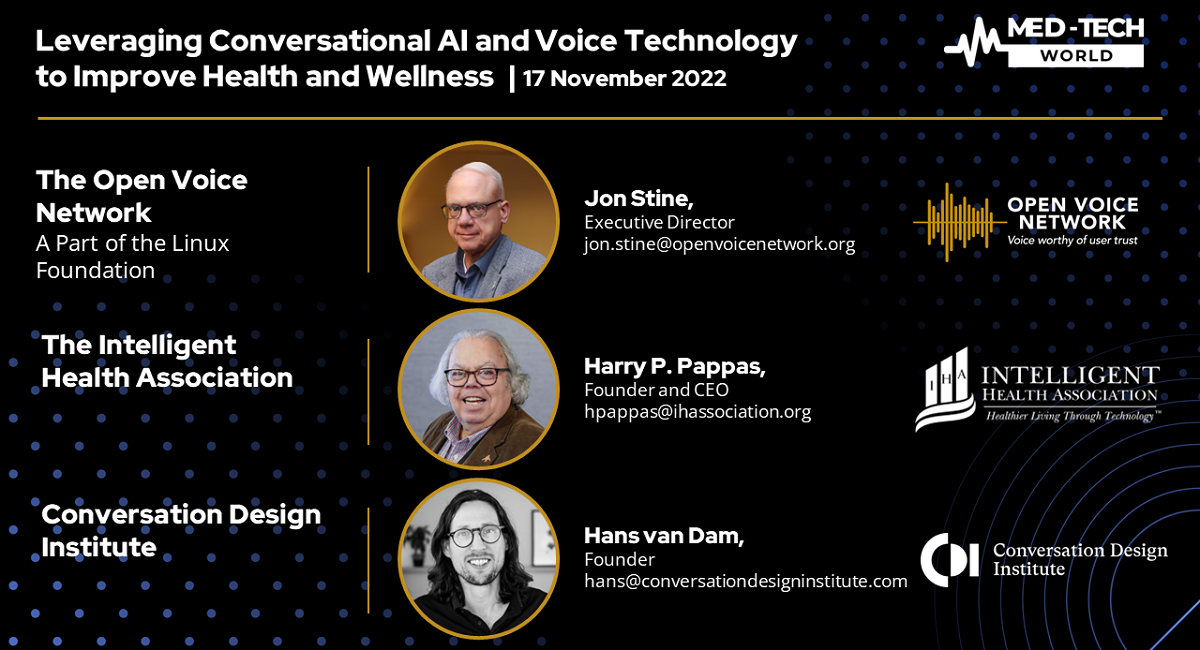 Leveraging Conversational AI and Voice Technology
to Improve Health and Wellness | 17 November 2022
MED-TECH
WORLD
The Open Voice
Network
A Part of the Linux
Foundation
Jon Stine,
Executive Director
jon.stine@openvoicenetwork.org
OPEN VOICE
NETWORK
Voice worthy of user trust
The Intelligent
Health Association
Harry P. Pappas,
Founder and CEO
hpappas@ihassociation.org
IHA
INTELLIGENT
HEALTH ASSOCIATION
Healthier Living Through Technology™
Conversation Design
Institute
Hans van Dam,
Founder
hans@conversationdesigninstitute.com
CDI
Conversation Design
Institute